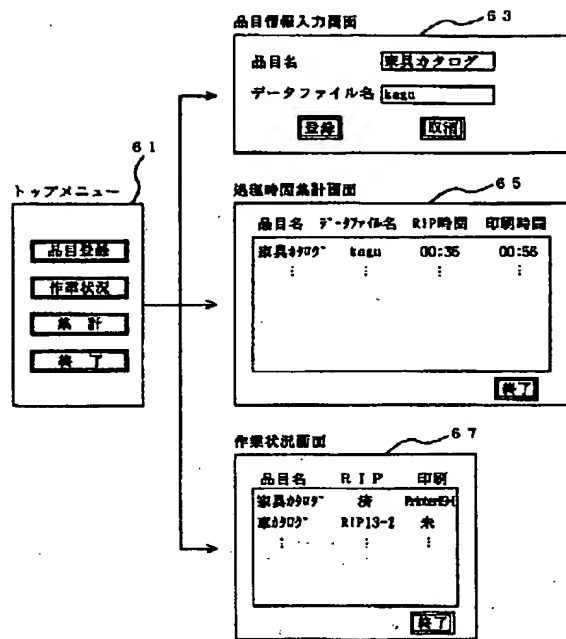 品目情報入力画面
63
品目名 家具カタログ
データファイル名 kagu
登録 取消
61
トップメニュー
品目登録
作業状況
集計
終了
処理時間集計画面
65
品目名 データファイル名 RIP時間 印刷時間
家具カタログ kagu 00:35 00:56
終了
作業状況画面
67
品目名 RIP 印刷
家具カタログ 済
車カタログ RIP13-2 未
終了